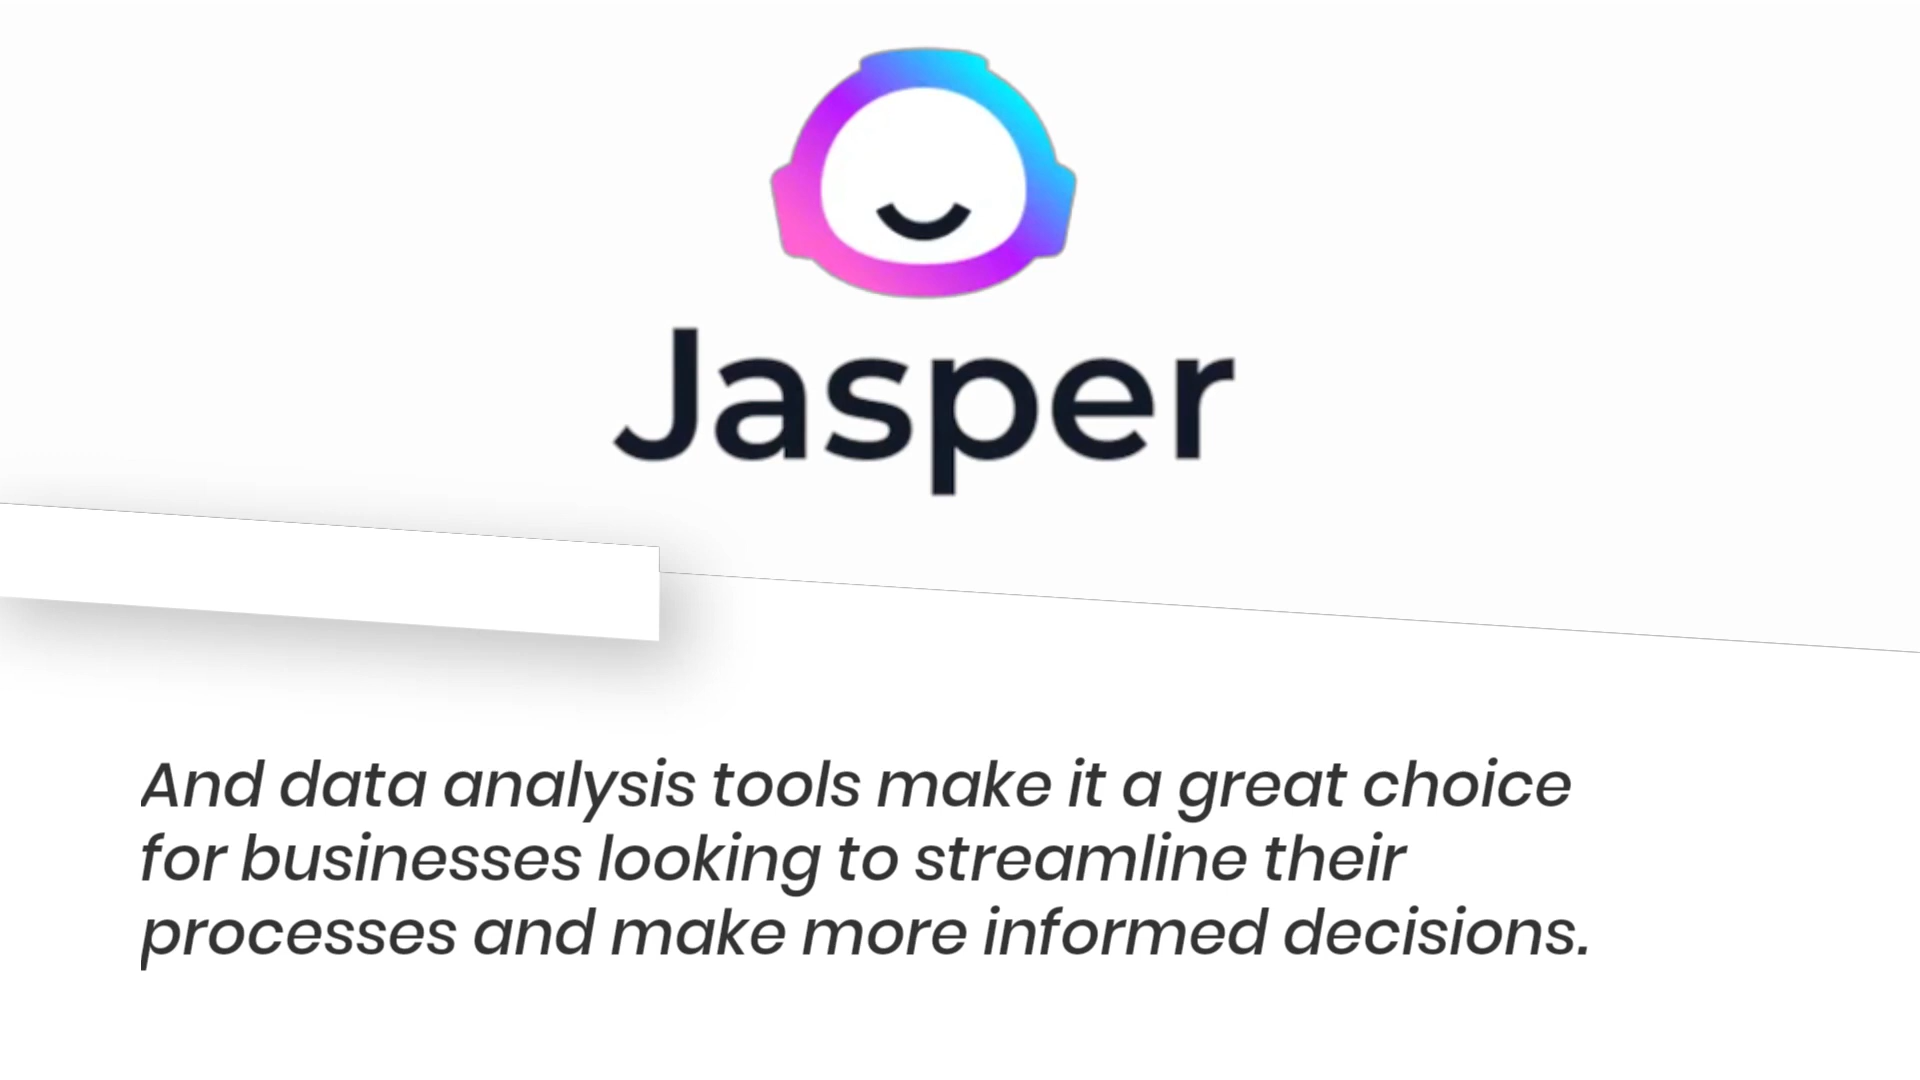 Jasper
And data analysis tools make it a great choice
for businesses looking to streamline their
processes and make more informed decisions.